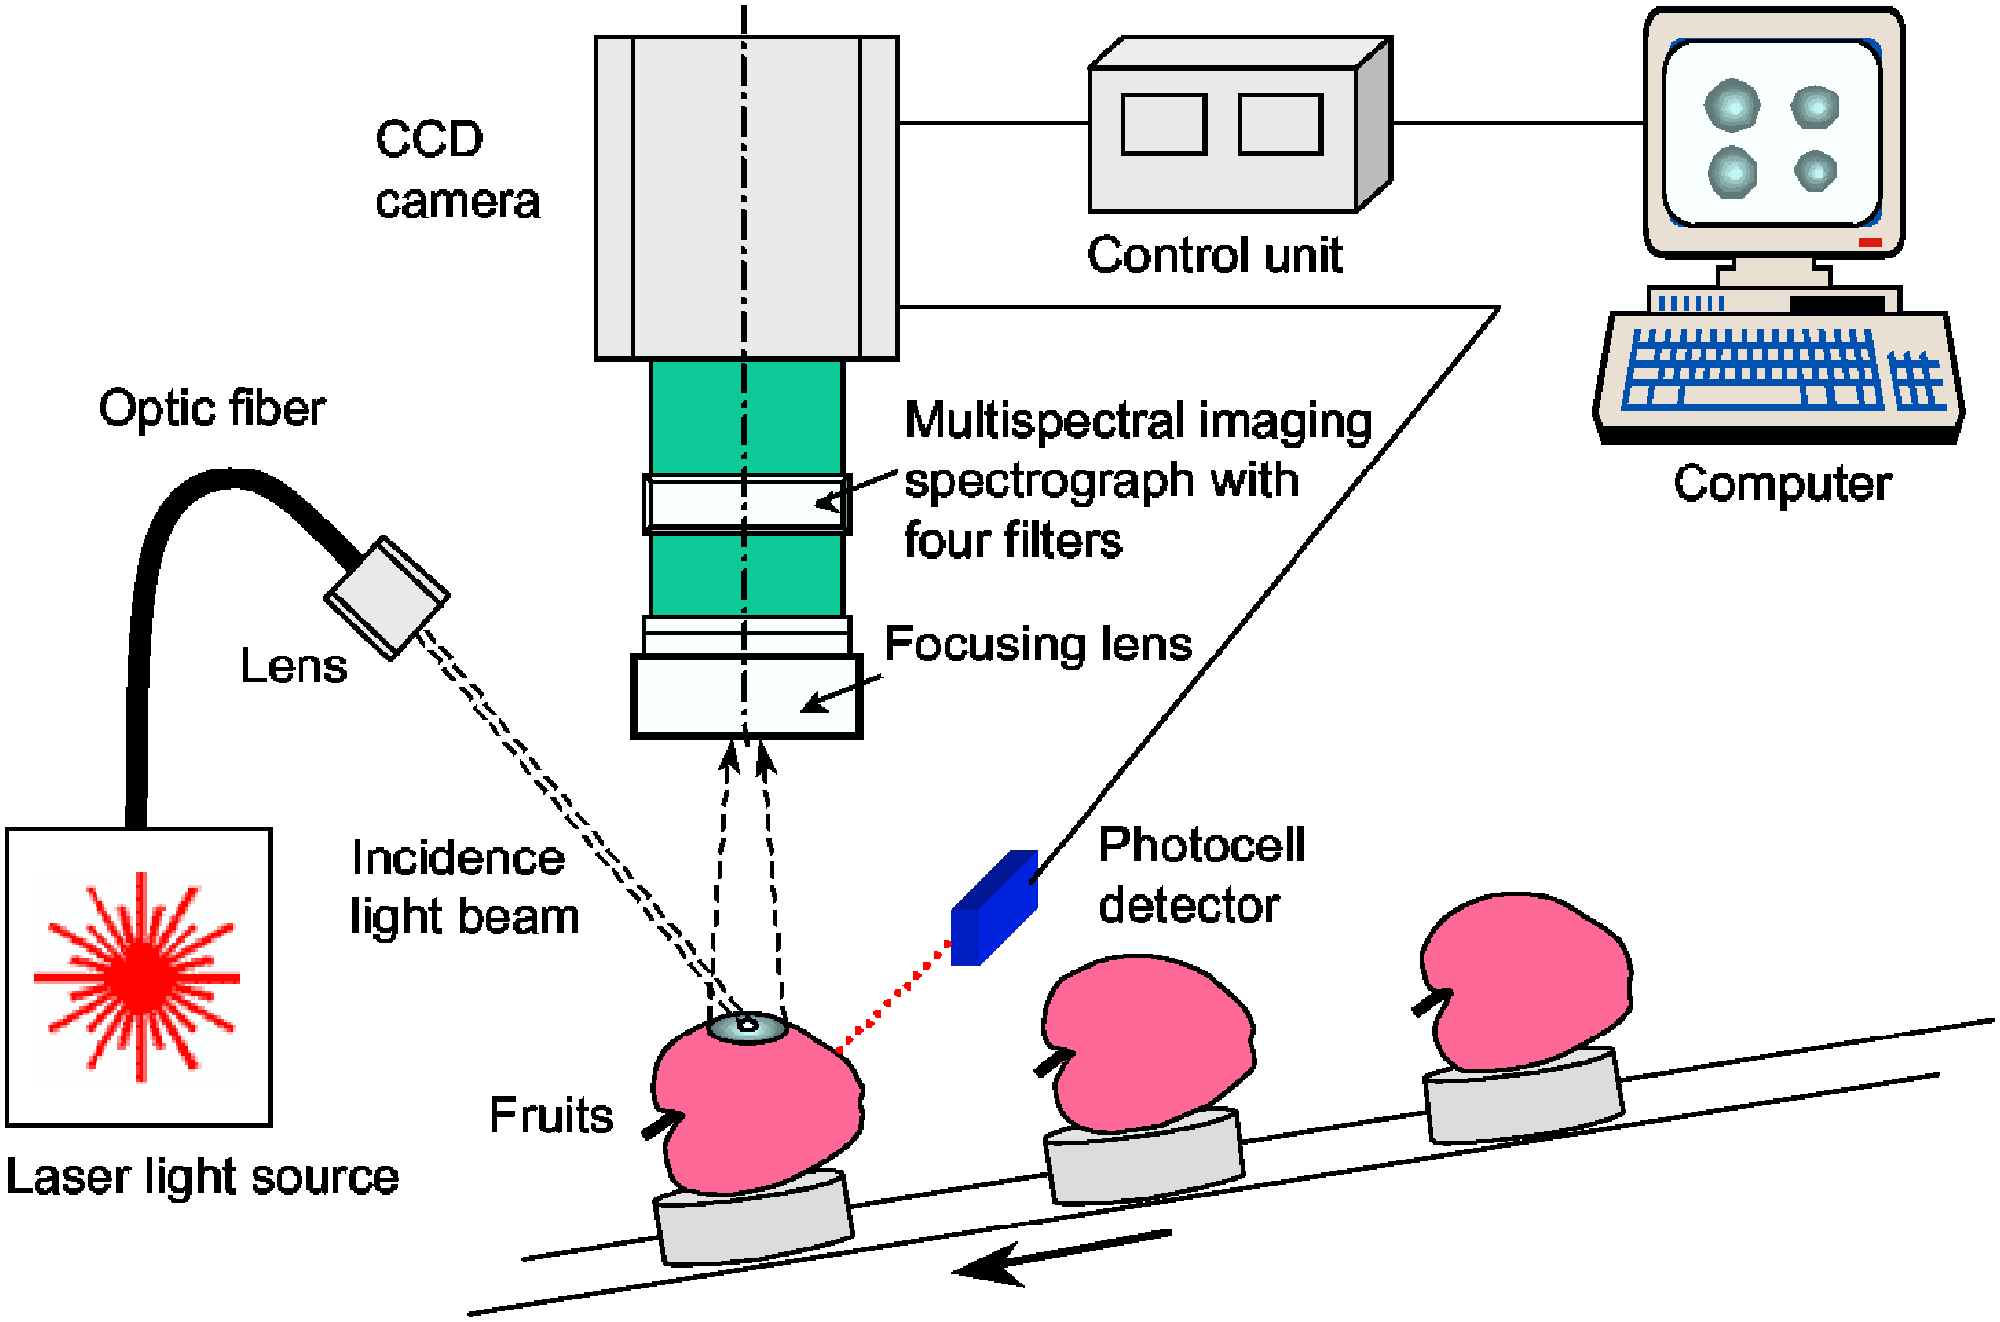 CCD
camera
Control unit
Computer
Optic fiber
Multispectral imaging
spectrograph with
four filters
Lens
Focusing lens
Incidence
light beam
Photocell
detector
Fruits
Laser light source